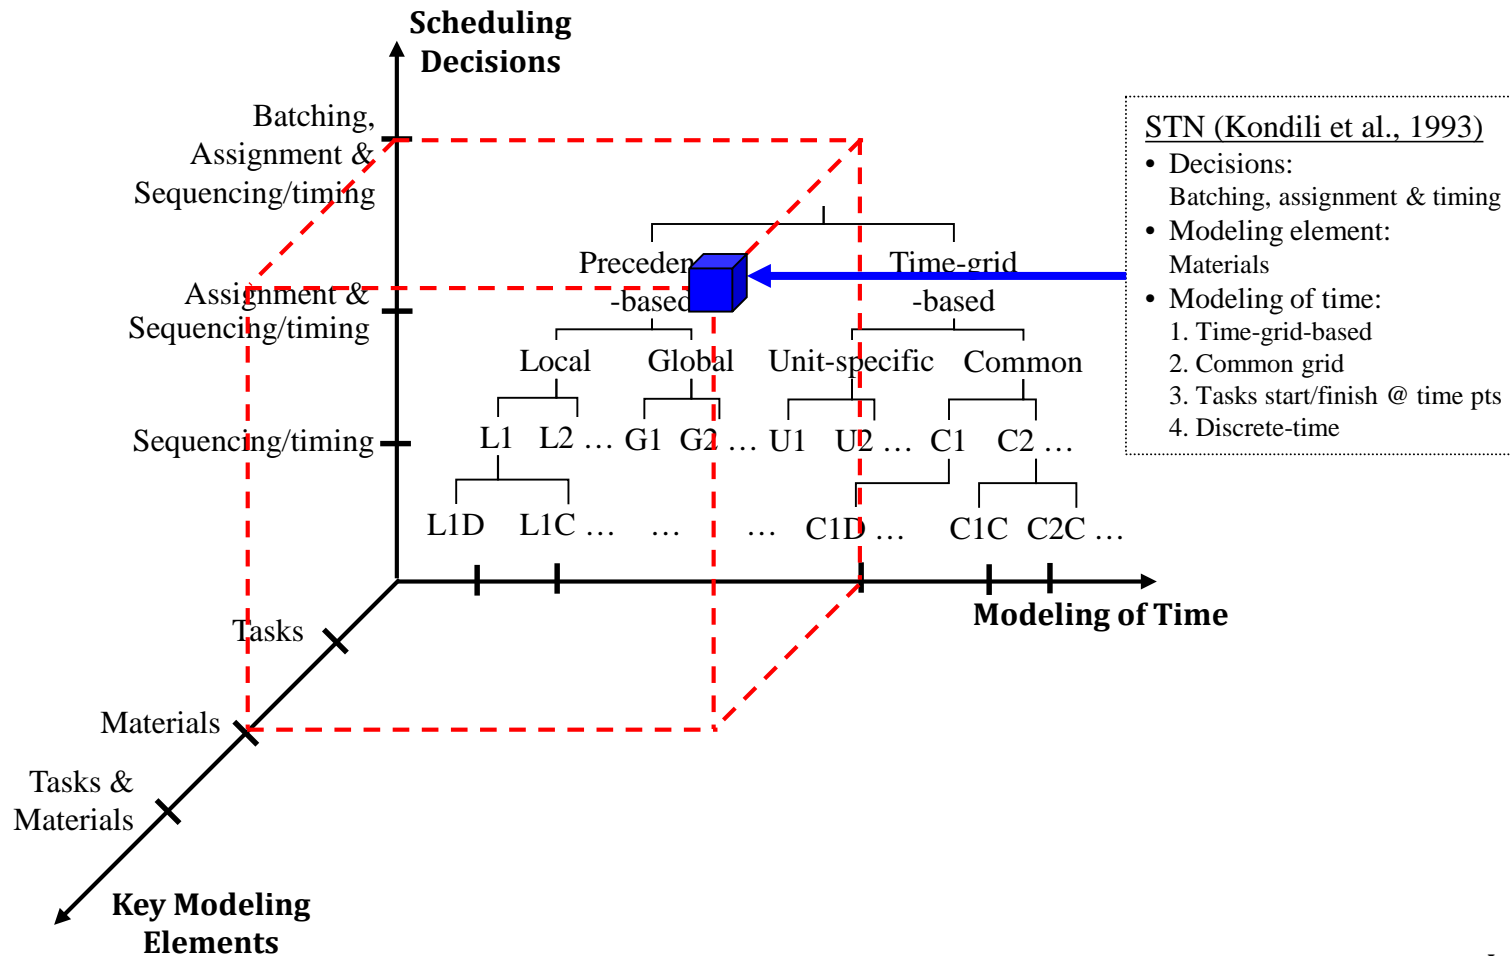 Scheduling
Decisions
Batching,
Assignment &
Sequencing/timing
Assignment &
Sequencing/timing
Sequencing/timing
Preceden
-based
Time-grid
-based
Local
Global
Unit-specific
Common
L1 L2 … G1 G2 … U1 U2 … C1 C2 …
L1D L1C … … … C1D … C1C C2C …
Modeling of Time
Tasks
Materials
Tasks &
Materials
Key Modeling
Elements
STN (Kondili et al., 1993)
• Decisions:
Batching, assignment & timing
• Modeling element:
Materials
• Modeling of time:
1. Time-grid-based
2. Common grid
3. Tasks start/finish @ time pts
4. Discrete-time